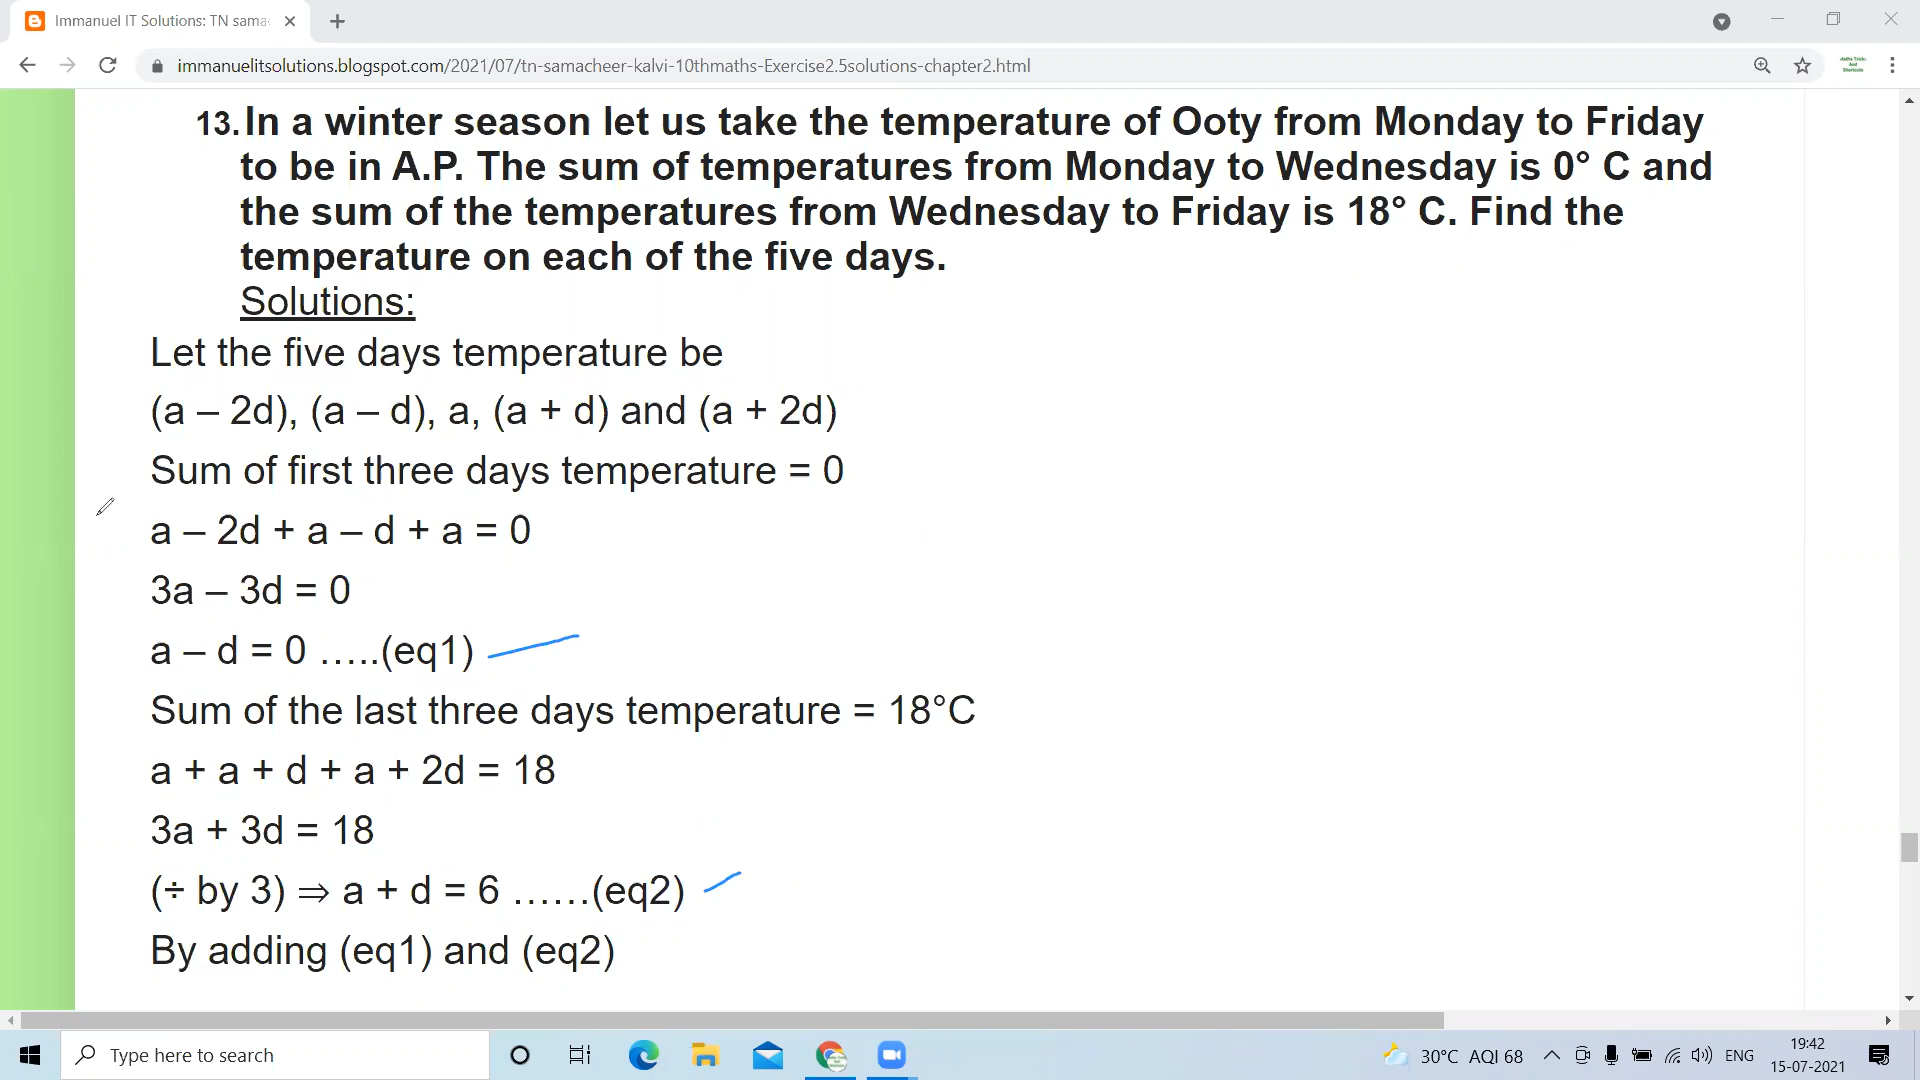 Immanuel IT Solutions: TN sama
immanuelitsolutions.blogspot.com/2021/07/tn-samacheer-kalvi-10thmaths-Exercise2.5solutions-chapter2.html
13. In a winter season let us take the temperature of Ooty from Monday to Friday
to be in A.P. The sum of temperatures from Monday to Wednesday is 0° C and
the sum of the temperatures from Wednesday to Friday is 18° C. Find the
temperature on each of the five days.
Solutions:
Let the five days temperature be
(a – 2d), (a – d), a, (a + d) and (a + 2d)
Sum of first three days temperature = 0
a – 2d + a – d + a = 0
3a – 3d = 0
a – d = 0 …..(eq1)
Sum of the last three days temperature = 18°C
a + a + d + a + 2d = 18
3a + 3d = 18
(÷ by 3) ⇒ a + d = 6 ……(eq2)
By adding (eq1) and (eq2)
Type here to search
30°C AQI 68
ENG
19:42
15-07-2021